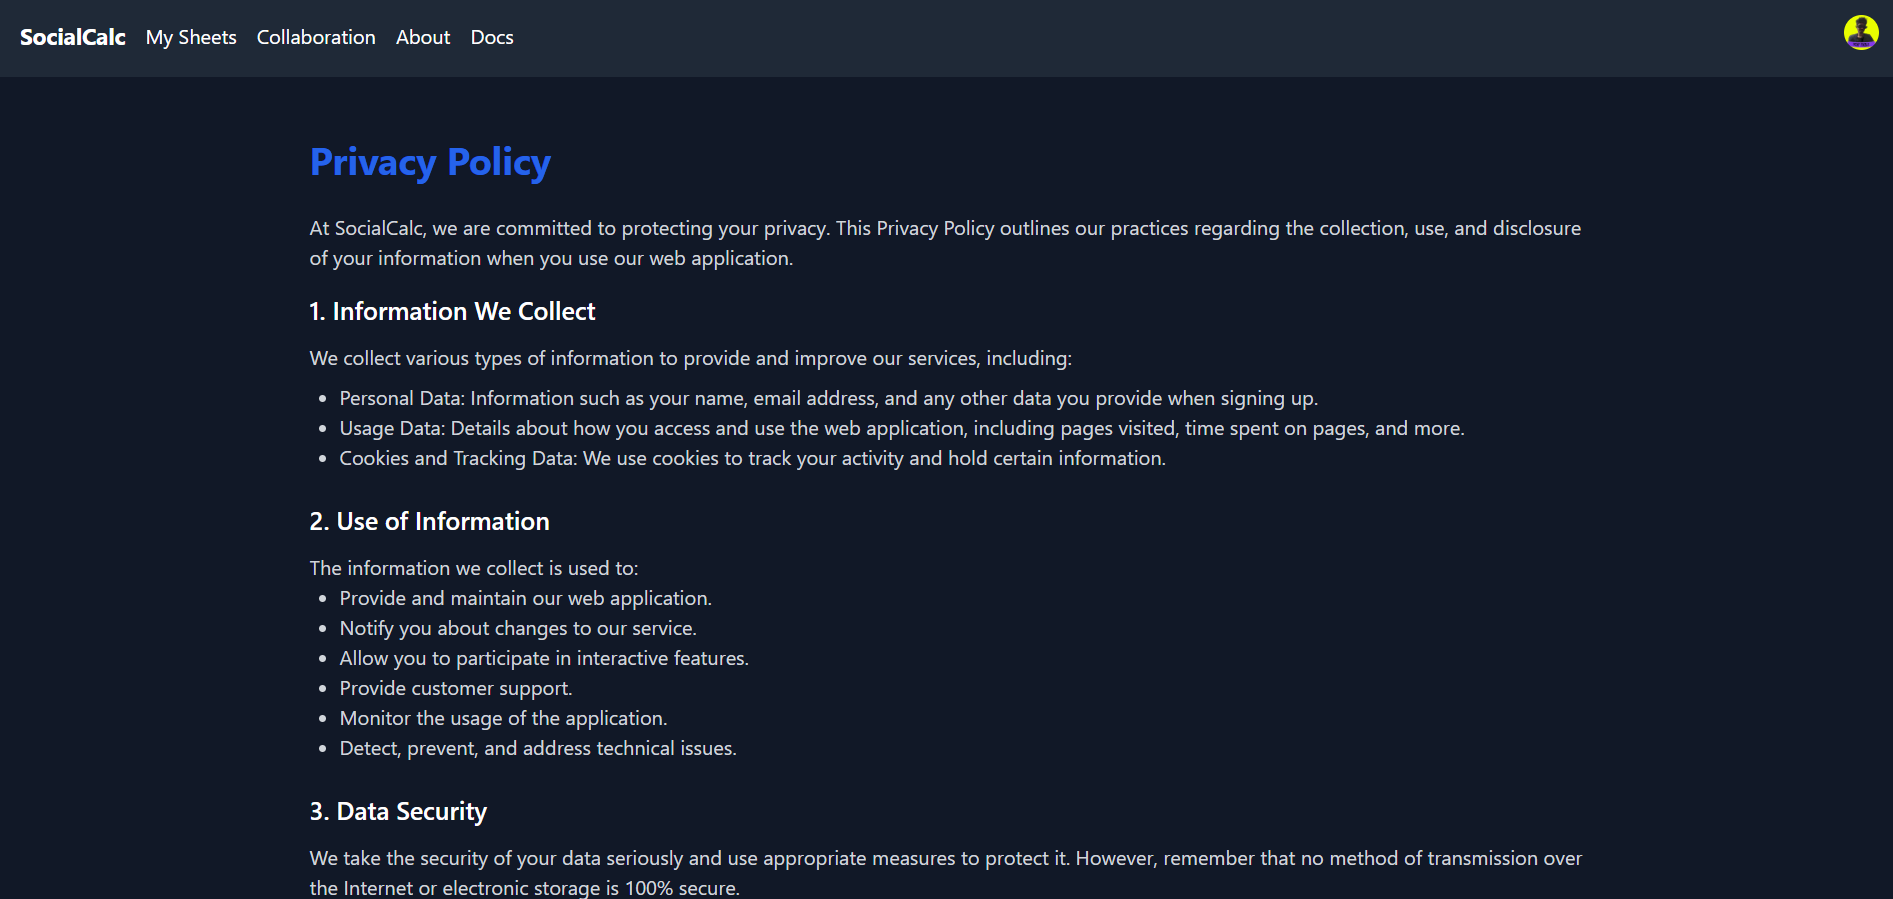 SocialCalc My Sheets Collaboration About Docs
Privacy Policy
At SocialCalc, we are committed to protecting your privacy. This Privacy Policy outlines our practices regarding the collection, use, and disclosure
of your information when you use our web application.
1. Information We Collect
We collect various types of information to provide and improve our services, including:
• Personal Data: Information such as your name, email address, and any other data you provide when signing up.
• Usage Data: Details about how you access and use the web application, including pages visited, time spent on pages, and more.
• Cookies and Tracking Data: We use cookies to track your activity and hold certain information.
2. Use of Information
The information we collect is used to:
• Provide and maintain our web application.
• Notify you about changes to our service.
• Allow you to participate in interactive features.
• Provide customer support.
• Monitor the usage of the application.
• Detect, prevent, and address technical issues.
3. Data Security
We take the security of your data seriously and use appropriate measures to protect it. However, remember that no method of transmission over
the Internet or electronic storage is 100% secure.